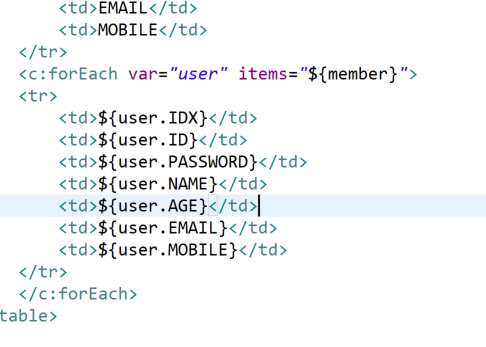 <td>EMAIL</td>
<td>MOBILE</td>
</tr>
<c:forEach var="user" items="${member}">
<tr>
<td>${user.IDX}</td>
<td>${user.ID}</td>
<td>${user.PASSWORD}</td>
<td>${user.NAME}</td>
<td>${user.AGE}</td>
<td>${user.EMAIL}</td>
<td>${user.MOBILE}</td>
</tr>
</c:forEach>
table>